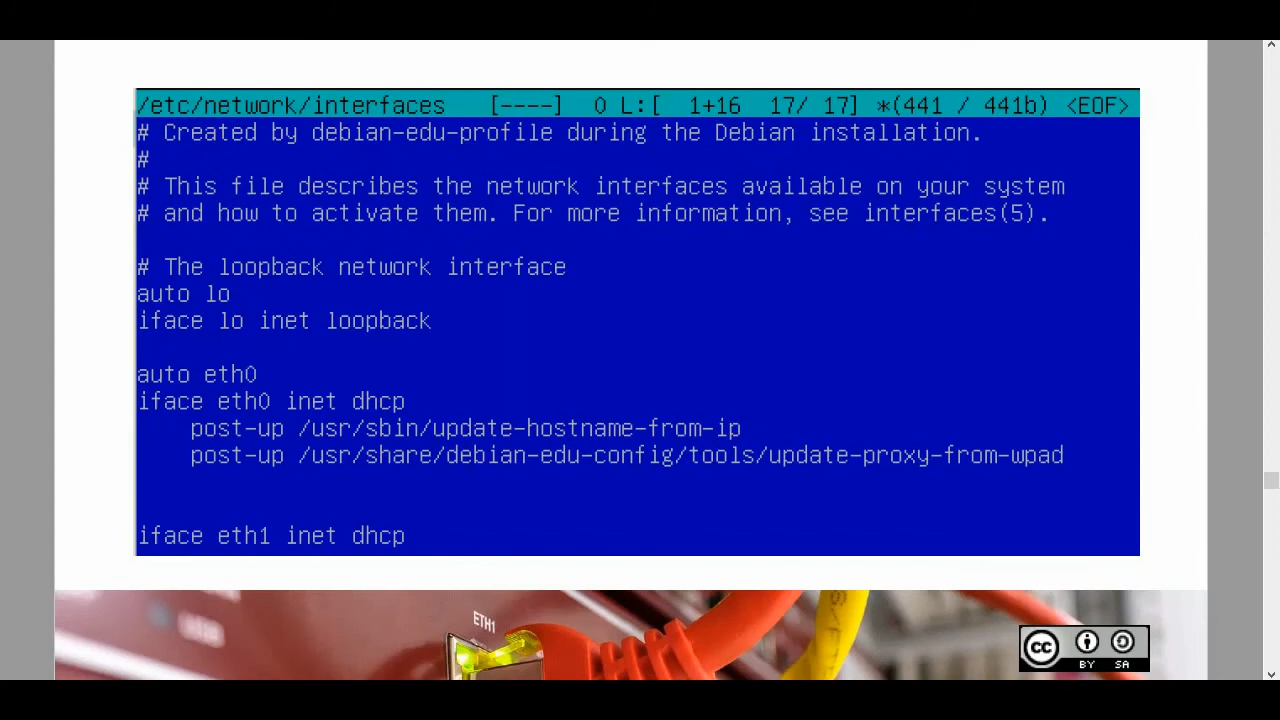 /etc/network/interfaces [----] 0 L:[ 1+16 17/ 17] *(441 / 441b) <EOF>
# Created by debian-edu-profile during the Debian installation.
#
# This file describes the network interfaces available on your system
# and how to activate them. For more information, see interfaces(5).
# The loopback network interface
auto lo
iface lo inet loopback
auto eth0
iface eth0 inet dhcp
post-up /usr/sbin/update-hostname-from-ip
post-up /usr/share/debian-edu-config/tools/update-proxy-from-wpad
iface eth1 inet dhcp
ETH1
cc
BY SA